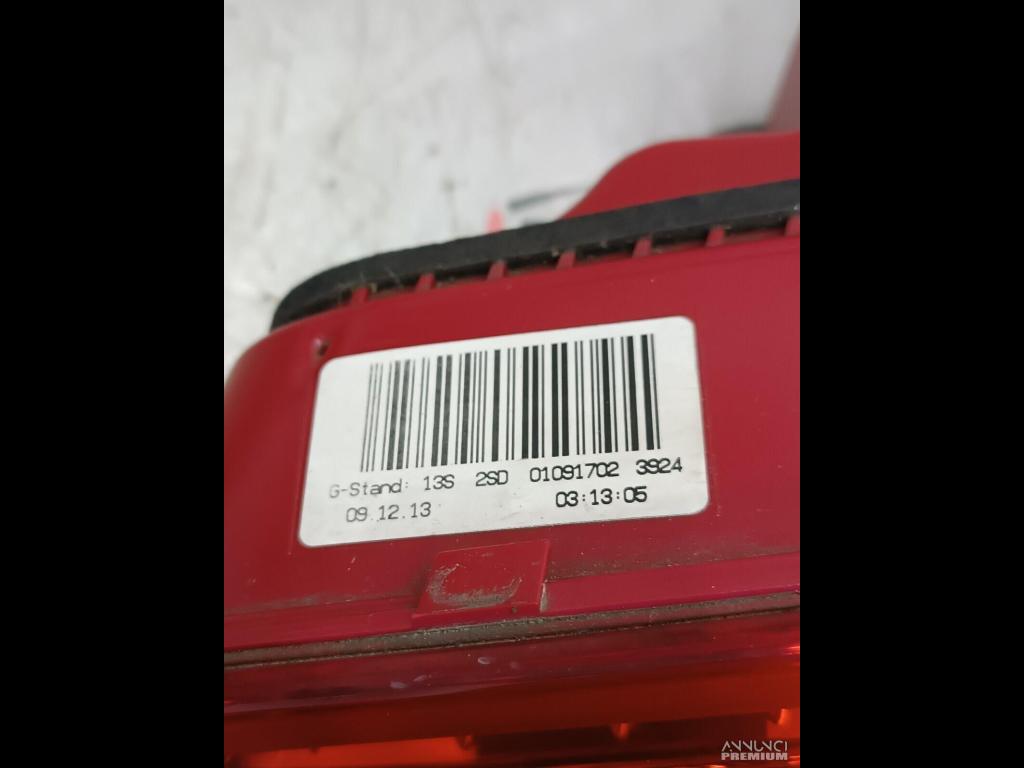 G-Stand: 13S 2SD 01091702 3924
09.12.13 03:13:05
ANNUNCI
PREMIUM